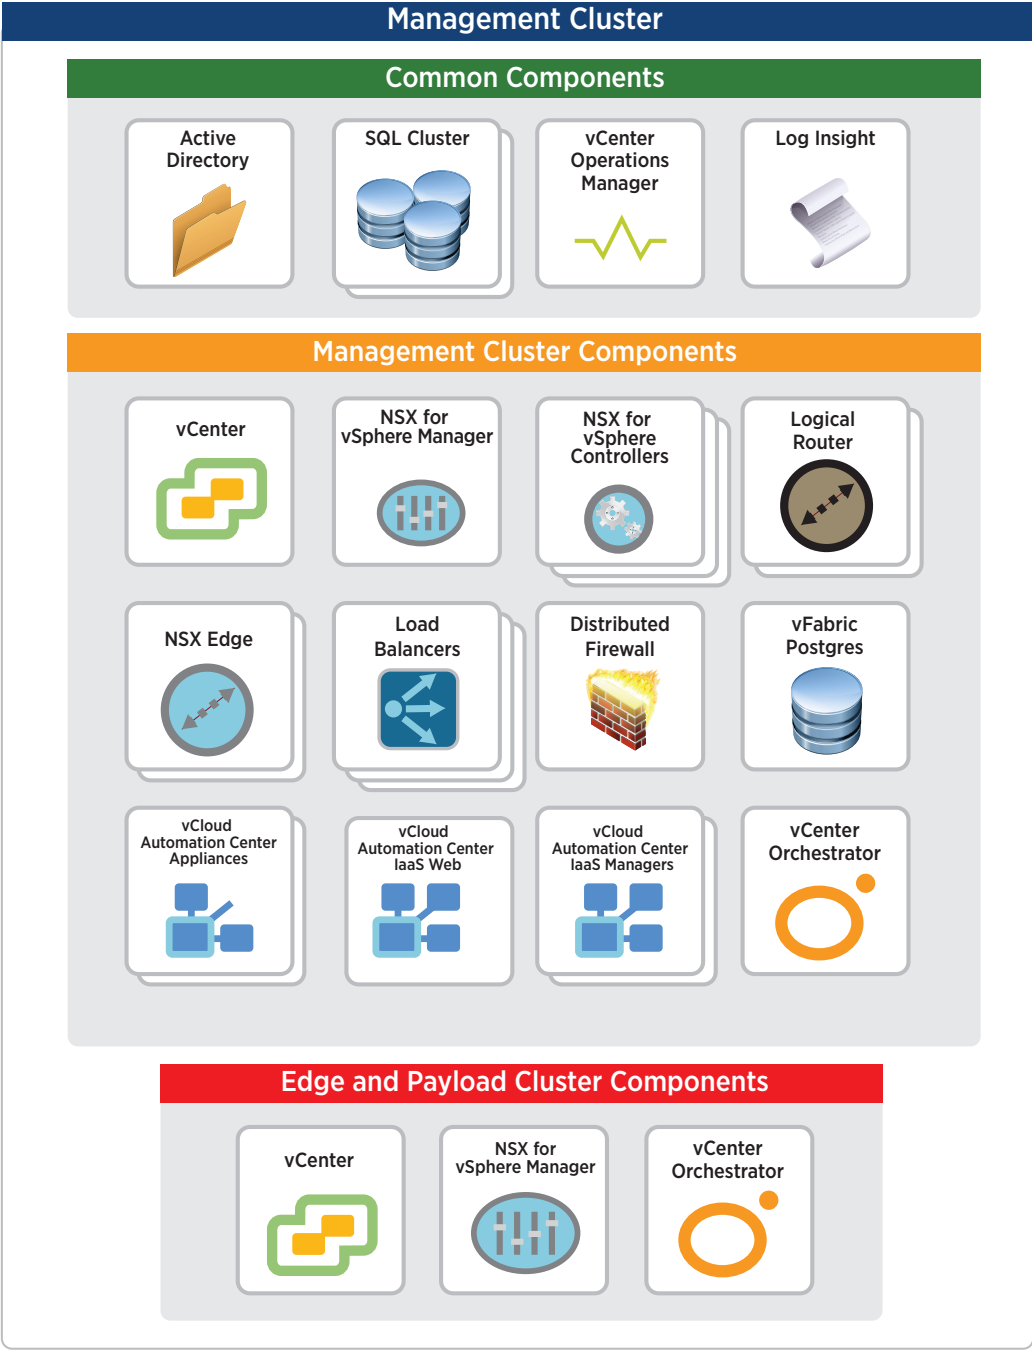 Management Cluster
Common Components
Active
Directory
SQL Cluster
vCenter
Operations
Manager
Log Insight
Management Cluster Components
vCenter
NSX for
vSphere Manager
NSX for
vSphere
Controllers
Logical
Router
NSX Edge
Load
Balancers
Distributed
Firewall
vFabric
Postgres
vCloud
Automation Center
Appliances
vCloud
Automation Center
IaaS Web
vCloud
Automation Center
IaaS Managers
vCenter
Orchestrator
Edge and Payload Cluster Components
vCenter
NSX for
vSphere Manager
vCenter
Orchestrator